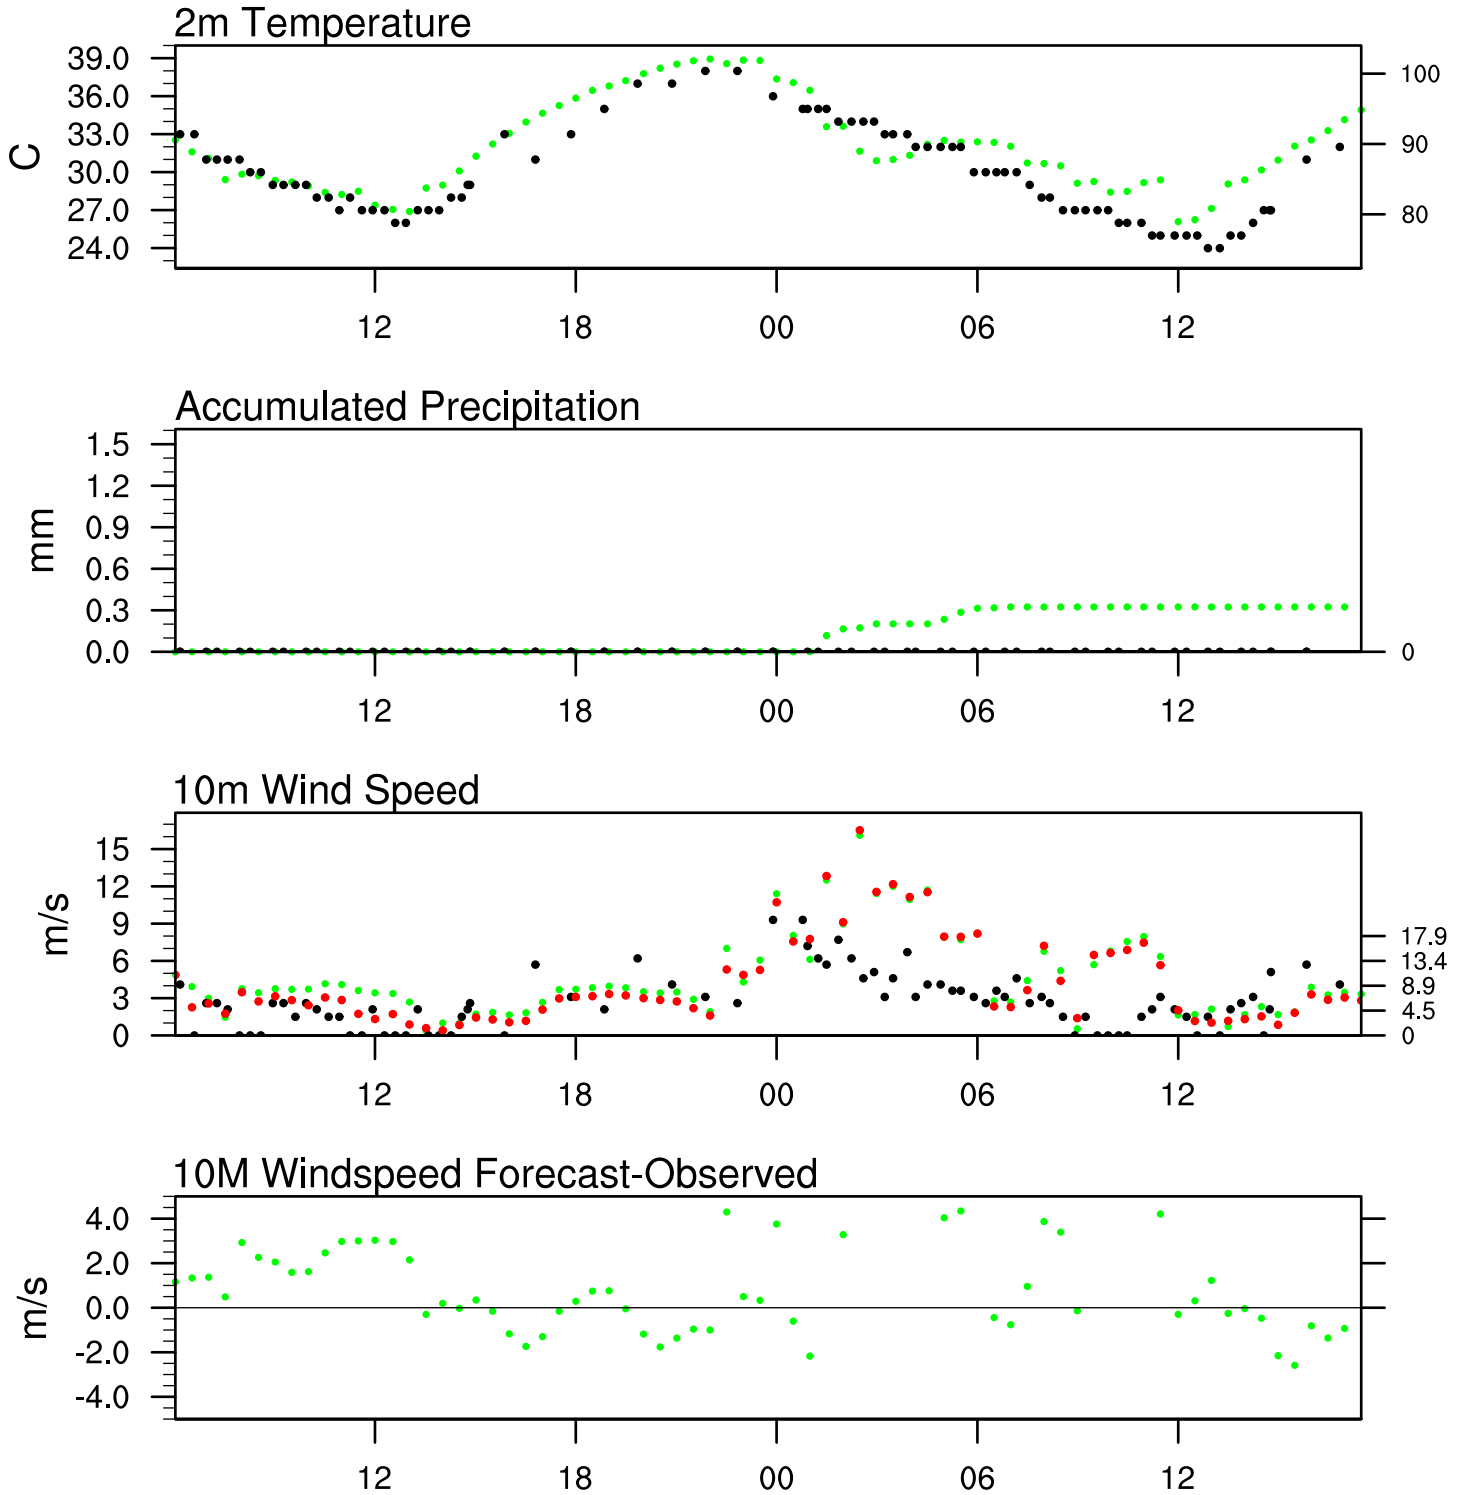 2m Temperature
39.0
36.0
33.0
30.0
27.0
24.0
C
100
90
80
12 18 00 06 12
Accumulated Precipitation
1.5
1.2
0.9
0.6
0.3
0.0
mm
0
12 18 00 06 12
10m Wind Speed
15
12
9
6
3
0
m/s
17.9
13.4
8.9
4.5
0
12 18 00 06 12
10M Windspeed Forecast-Observed
4.0
2.0
0.0
-2.0
-4.0
m/s
12 18 00 06 12